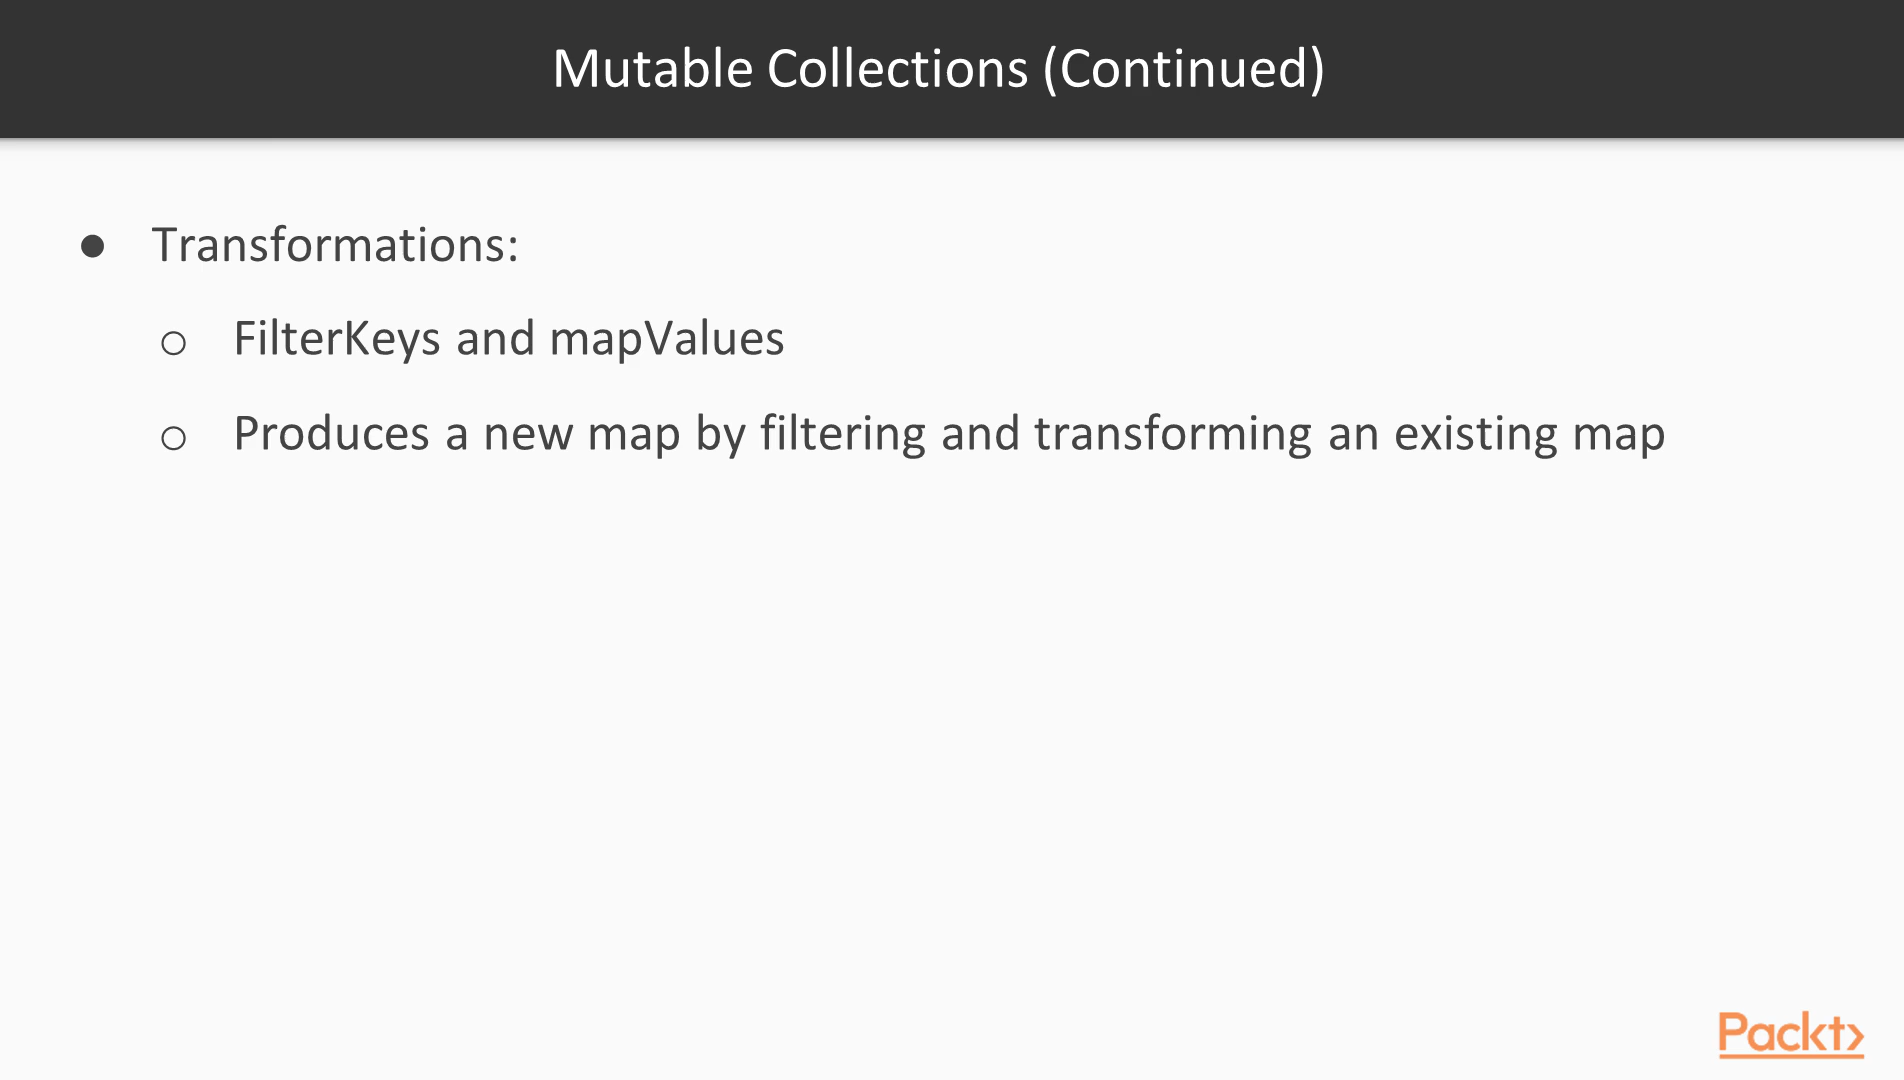 Mutable Collections (Continued)
● Transformations:
○ FilterKeys and mapValues
○ Produces a new map by filtering and transforming an existing map
Packt>